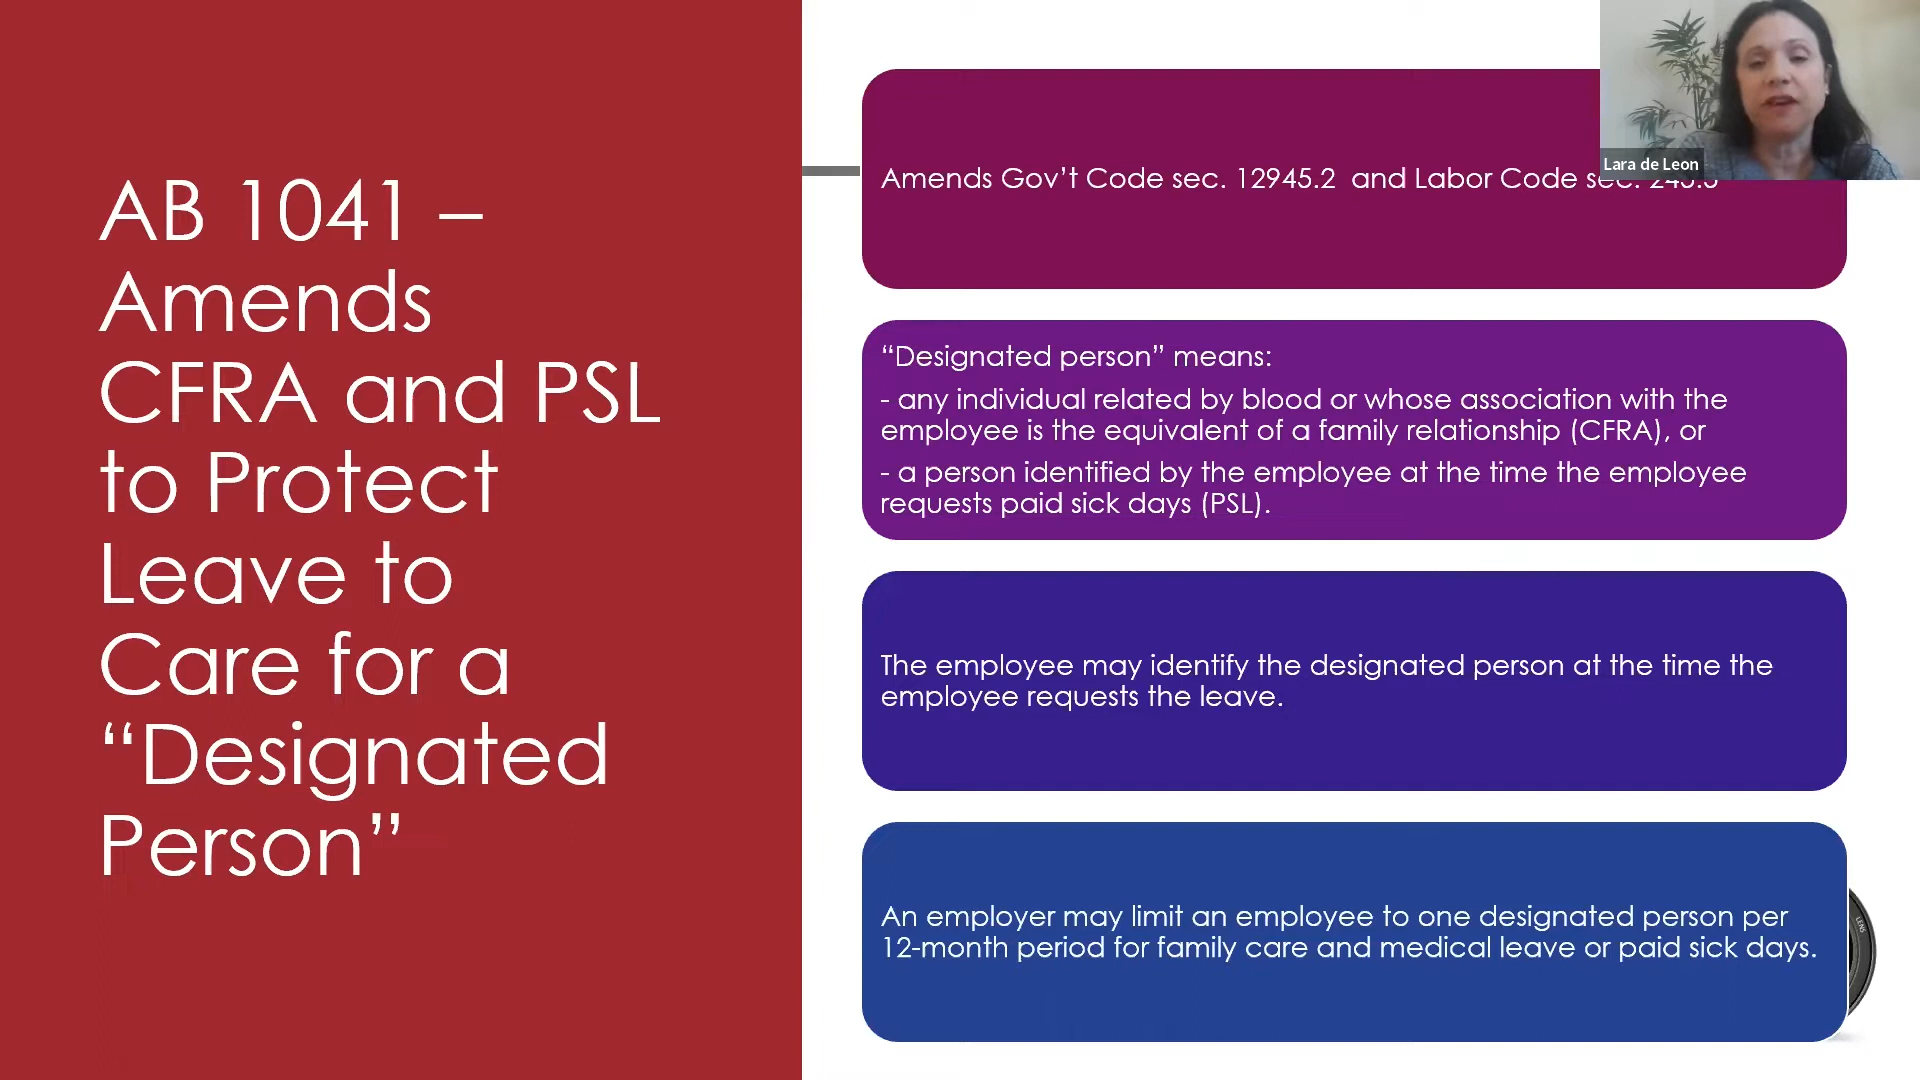 AB 1041 –
Amends
CFRA and PSL
to Protect
Leave to
Care for a
“Designated
Person”
Amends Gov’t Code sec. 12945.2 and Labor Code sec.
“Designated person” means:
- any individual related by blood or whose association with the
employee is the equivalent of a family relationship (CFRA), or
- a person identified by the employee at the time the employee
requests paid sick days (PSL).
The employee may identify the designated person at the time the
employee requests the leave.
An employer may limit an employee to one designated person per
12-month period for family care and medical leave or paid sick days.
Lara de Leon